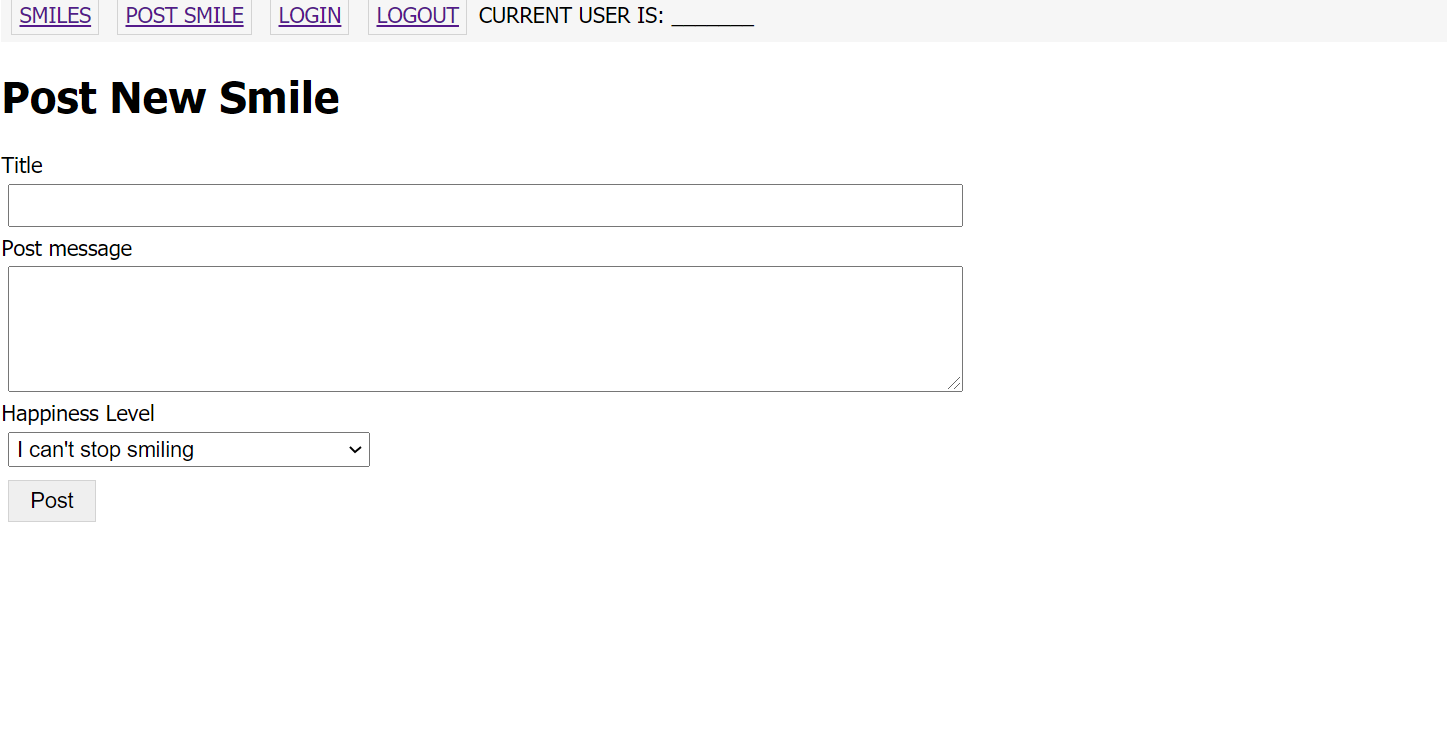 SMILES POST SMILE LOGIN LOGOUT CURRENT USER IS: _______
Post New Smile
Title
Post message
Happiness Level
I can't stop smiling
Post